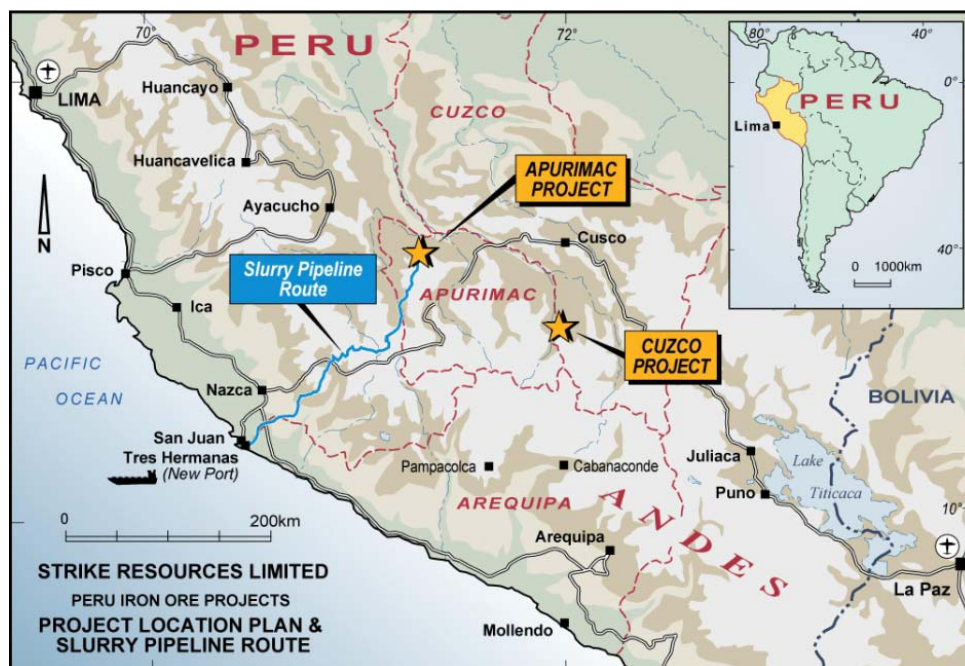 70°
PERU
LIMA
Huancayo
Huancavelica
Ayacucho
N
CUZCO
72°
APURIMAC
PROJECT
Cusco
Pisco
Slurry Pipeline
Route
Ica
APURIMAC
CUZCO
PROJECT
PACIFIC
OCEAN
Nazca
BOLIVIA
San Juan
Tres Hermanas
(New Port)
Pampacolca
Cabanaconde
Juliaca
Lake
Titicaca
Puno
AREQUIPA
ANDES
10°
0
200km
Arequipa
La Paz
Mollendo
STRIKE RESOURCES LIMITED
PERU IRON ORE PROJECTS
PROJECT LOCATION PLAN &
SLURRY PIPELINE ROUTE
80°
40°
0°
PERU
Lima
20°
40°
0 1000km